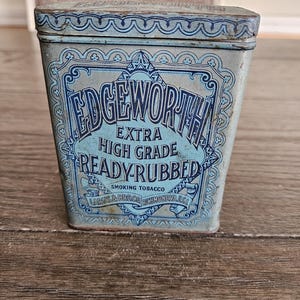 EDGEWORTH
EXTRA
HIGH GRADE
READY-RUBBED
SMOKING TOBACCO